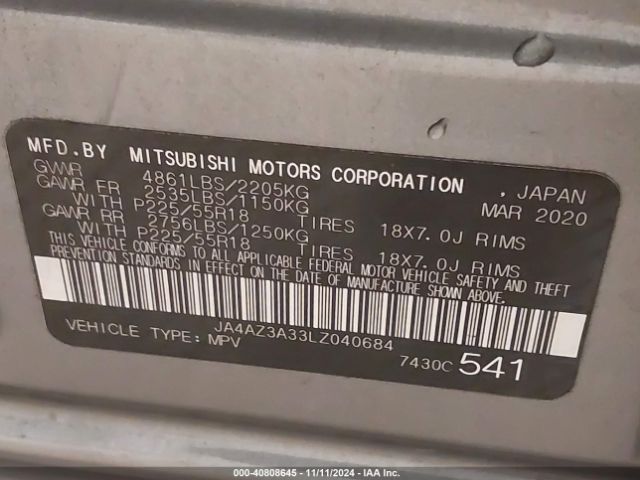 MFD.BY MITSUBISHI MOTORS CORPORATION , JAPAN
GVWR 4861LBS/2205KG MAR 2020
GAWR FR 2535LBS/1150KG
WITH P225/55R18 TIRES 18X7.0J RIMS
GAWR RR 2756LBS/1250KG
WITH P225/55R18 TIRES 18X7.0J RIMS
THIS VEHICLE CONFORMS TO ALL APPLICABLE FEDERAL MOTOR VEHICLE SAFETY AND THEFT
PREVENTION STANDARDS IN EFFECT ON THE DATE OF MANUFACTURE SHOWN ABOVE.
JA4AZ3A33LZ040684
VEHICLE TYPE:MPV 7430C 541
000-40808645 - 11/11/2024 - IAA Inc.